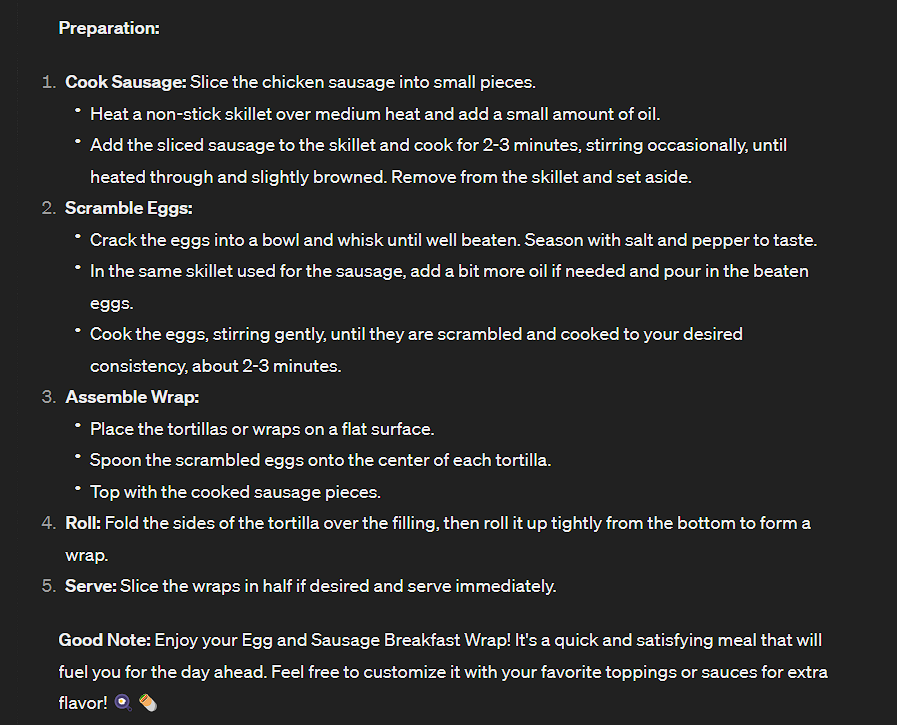 Preparation:
1. Cook Sausage: Slice the chicken sausage into small pieces.
• Heat a non-stick skillet over medium heat and add a small amount of oil.
• Add the sliced sausage to the skillet and cook for 2-3 minutes, stirring occasionally, until
heated through and slightly browned. Remove from the skillet and set aside.
2. Scramble Eggs:
• Crack the eggs into a bowl and whisk until well beaten. Season with salt and pepper to taste.
• In the same skillet used for the sausage, add a bit more oil if needed and pour in the beaten
eggs.
• Cook the eggs, stirring gently, until they are scrambled and cooked to your desired
consistency, about 2-3 minutes.
3. Assemble Wrap:
• Place the tortillas or wraps on a flat surface.
• Spoon the scrambled eggs onto the center of each tortilla.
• Top with the cooked sausage pieces.
4. Roll: Fold the sides of the tortilla over the filling, then roll it up tightly from the bottom to form a
wrap.
5. Serve: Slice the wraps in half if desired and serve immediately.
Good Note: Enjoy your Egg and Sausage Breakfast Wrap! It's a quick and satisfying meal that will
fuel you for the day ahead. Feel free to customize it with your favorite toppings or sauces for extra
flavor! 🍳 🌯